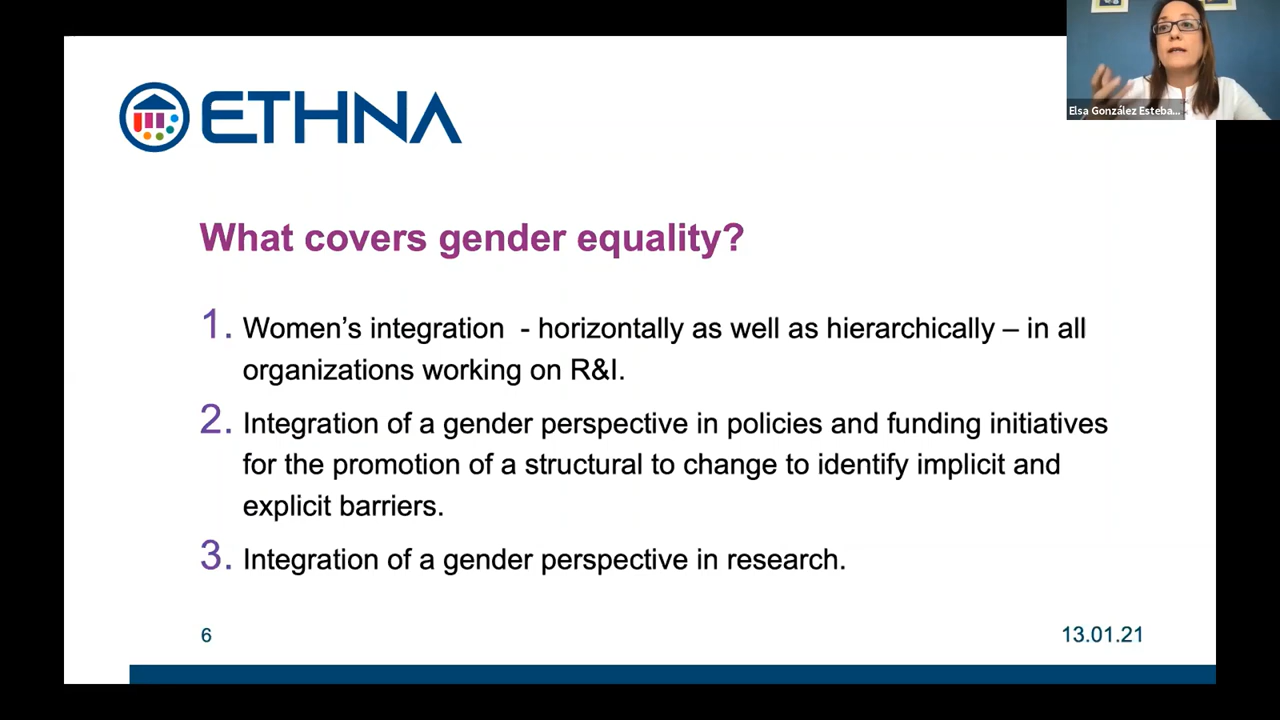 ETHNA
Elsa González Esteba...
What covers gender equality?
1. Women’s integration - horizontally as well as hierarchically – in all
organizations working on R&I.
2. Integration of a gender perspective in policies and funding initiatives
for the promotion of a structural to change to identify implicit and
explicit barriers.
3. Integration of a gender perspective in research.
6
13.01.21